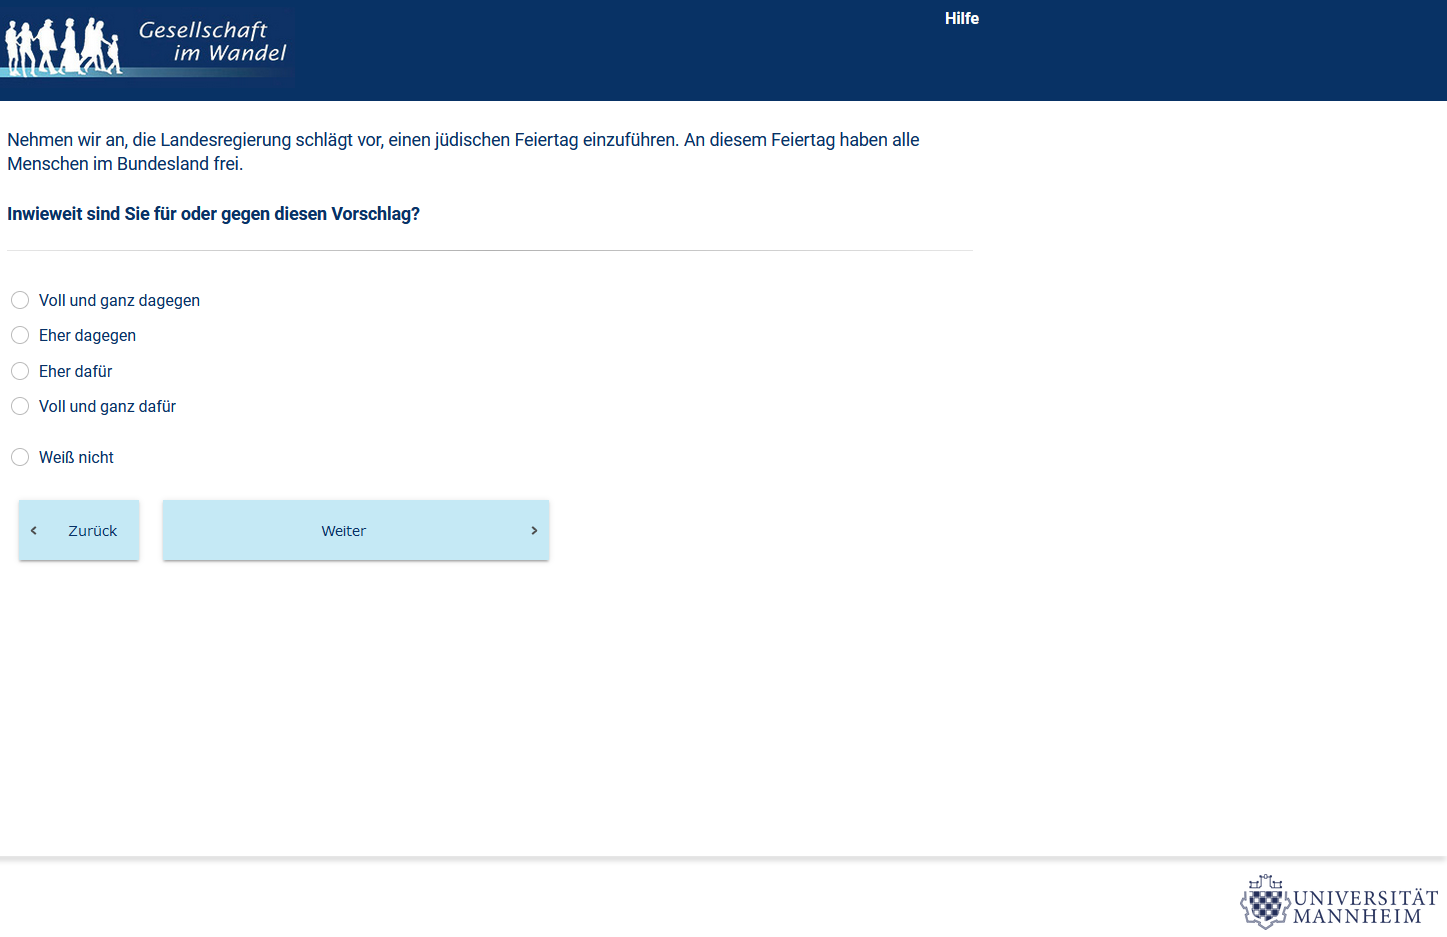 Gesellschaft
im Wandel
Hilfe
Nehmen wir an, die Landesregierung schlägt vor, einen jüdischen Feiertag einzuführen. An diesem Feiertag haben alle
Menschen im Bundesland frei.
Inwieweit sind Sie für oder gegen diesen Vorschlag?
Voll und ganz dagegen
Eher dagegen
Eher dafür
Voll und ganz dafür
Weiß nicht
Zurück
Weiter
UNIVERSITÄT
MANNHEIM